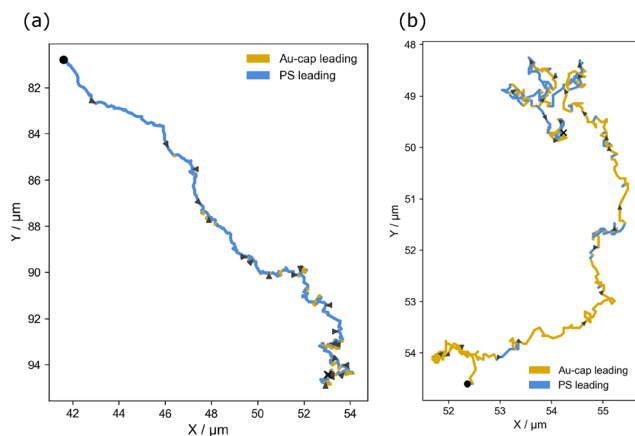 (a)
Au-cap leading
PS leading
82
84
86
88
90
92
94
Y / μm
42 44 46 48 50 52 54
X / μm
(b)
48
49
50
51
52
53
54
Y / μm
Au-cap leading
PS leading
52 53 54 55
X / μm